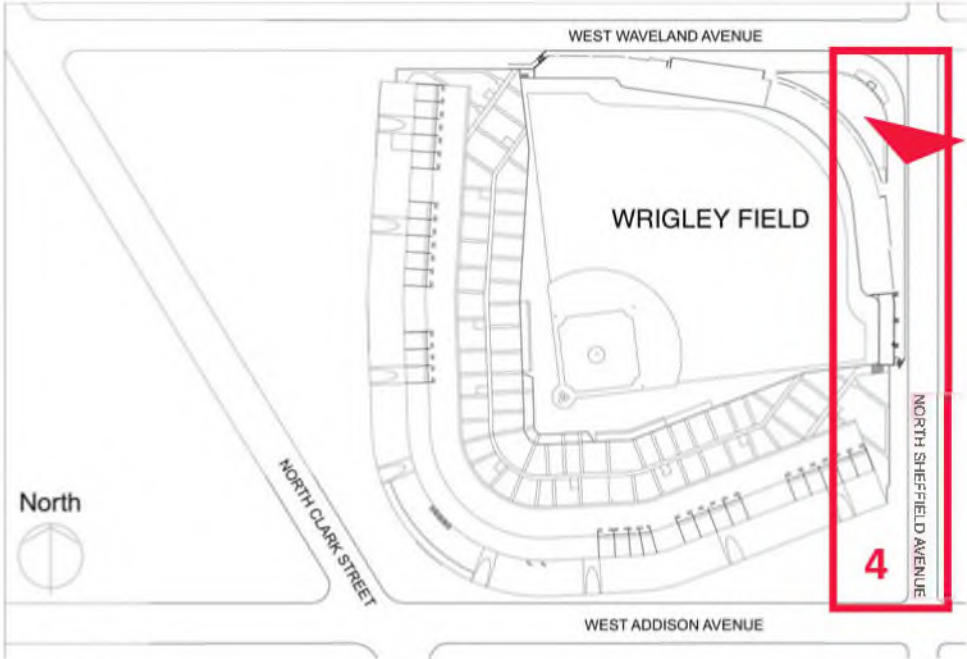 WEST WAVELAND AVENUE
WRIGLEY FIELD
NORTH SHEFFIELD AVENUE
North
NORTH CLARK STREET
4
WEST ADDISON AVENUE